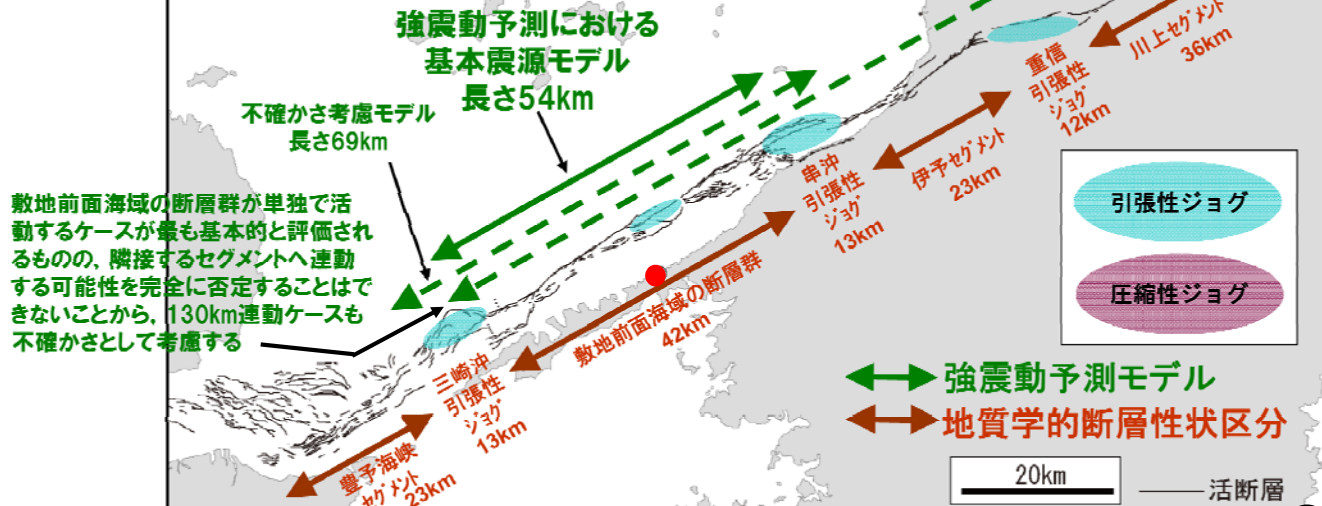 強震動予測における
基本震源モデル
長さ54km
不確かさ考慮モデル
長さ69km
敷地前面海域の断層群が単独で活
動するケースが最も基本的と評価され
るものの、隣接するセグメントへ連動
する可能性を完全に否定することはで
きないことから、130km連動ケースも
不確かさとして考慮する
川上セグメント
36km
重信
引張性
ジョグ
12km
伊予セグメント
23km
串沖
引張性
ジョグ
13km
敷地前面海域の断層群
42km
三崎沖
引張性
ジョグ
13km
豊予海峡
セグメント
23km
引張性ジョグ
圧縮性ジョグ
強震動予測モデル
地質学的断層性状区分
20km
活断層